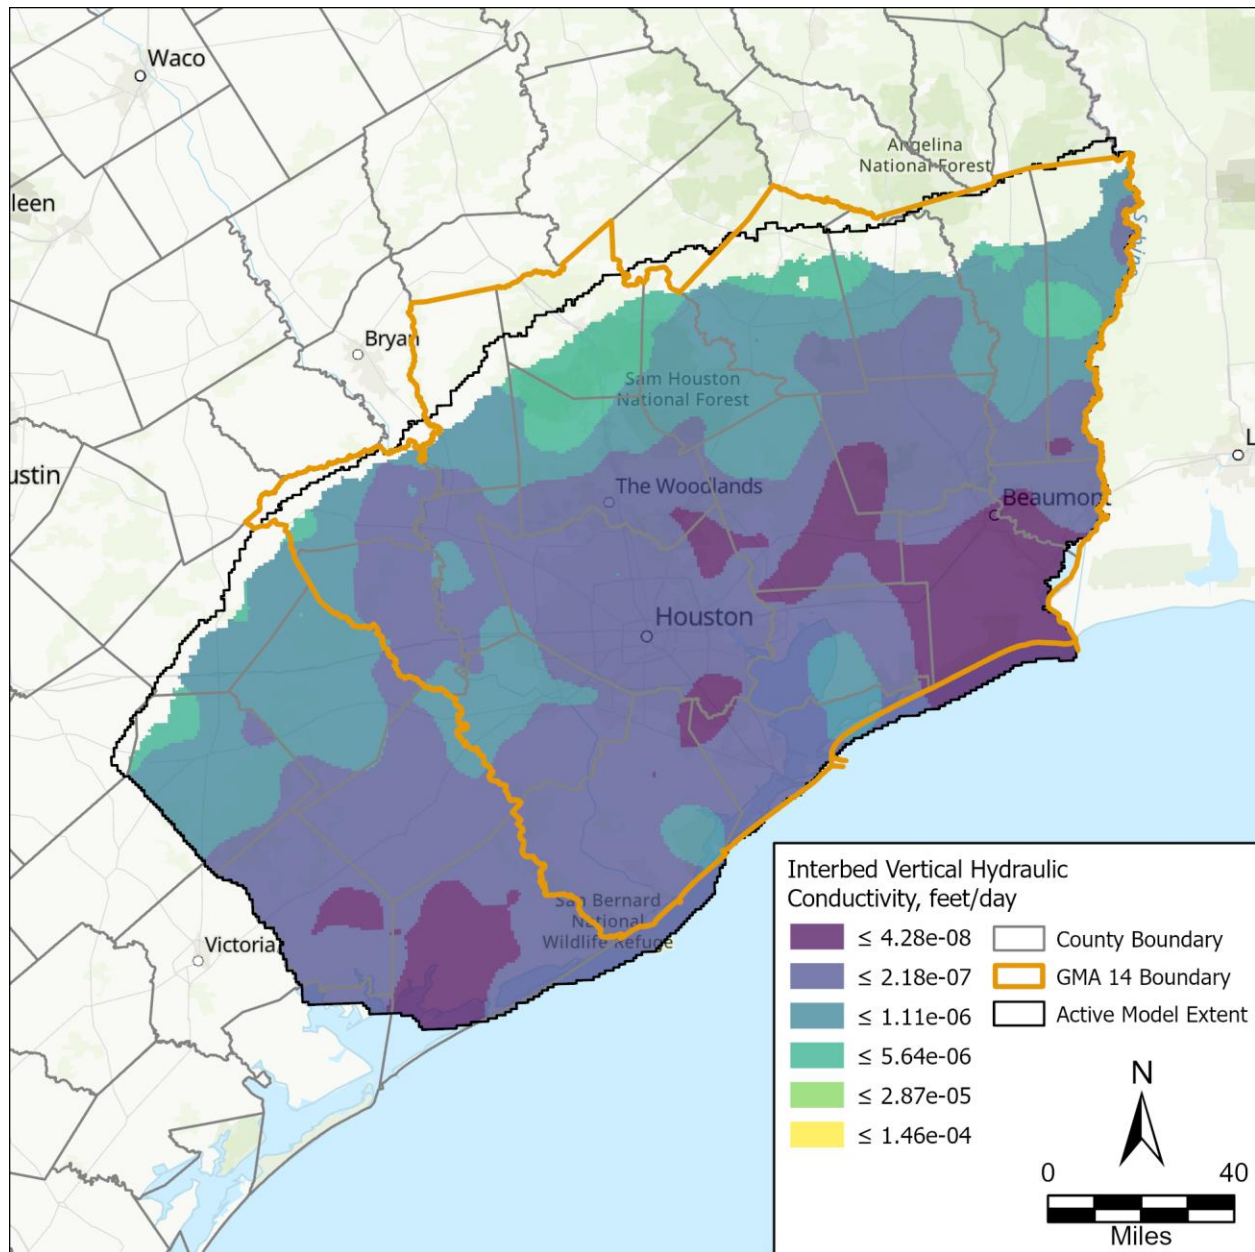 Waco
Angelina
National Forest
leen
Bryan
Sam Houston
National Forest
ustin
L
The Woodlands
Beaumont
Houston
San Bernard
National
Wildlife Refuge
Victoria
Interbed Vertical Hydraulic
Conductivity, feet/day
≤ 4.28e-08
≤ 2.18e-07
≤ 1.11e-06
≤ 5.64e-06
≤ 2.87e-05
≤ 1.46e-04
County Boundary
GMA 14 Boundary
Active Model Extent
N
0 40
Miles